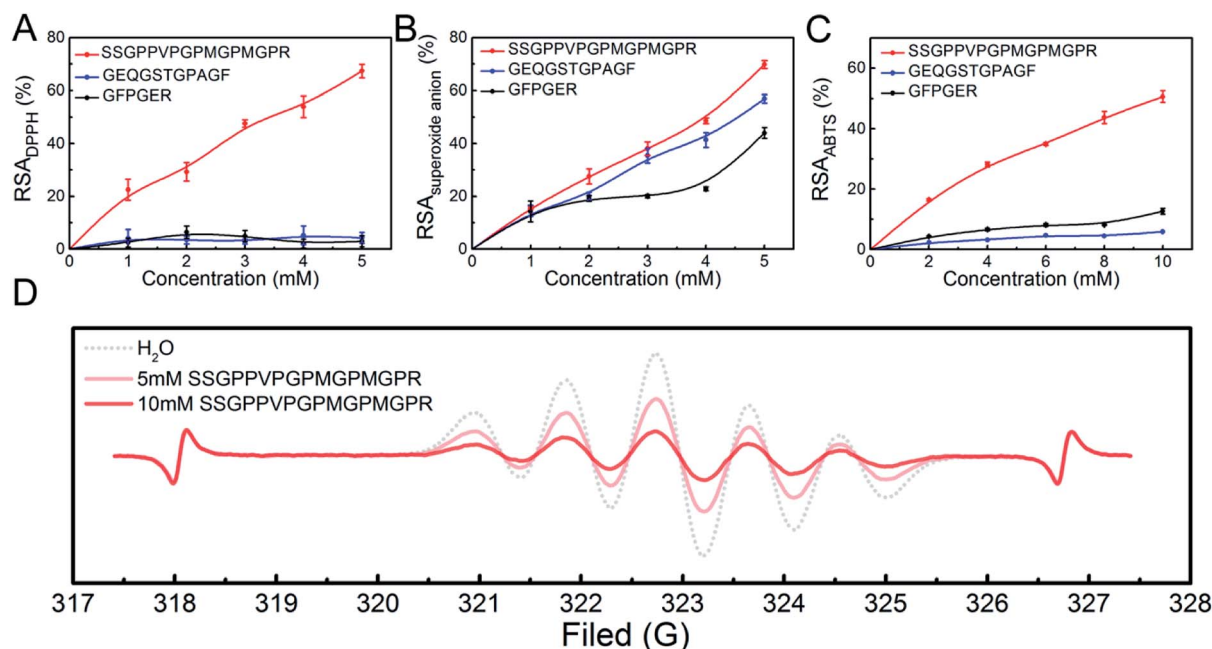 A
RSA_DPPH (%)
80
60
40
20
0
0
1
2
3
4
5
SSGPPVPGPMGPMGPR
GEQGSTGPAGF
GFPGER
Concentration (mM)
B
RSA_superoxide anion (%)
80
60
40
20
0
0
1
2
3
4
5
SSGPPVPGPMGPMGPR
GEQGSTGPAGF
GFPGER
Concentration (mM)
C
RSA_ABTS (%)
60
40
20
0
0
2
4
6
8
10
SSGPPVPGPMGPMGPR
GEQGSTGPAGF
GFPGER
Concentration (mM)
D
H₂O
5mM SSGPPVPGPMGPMGPR
10mM SSGPPVPGPMGPMGPR
317 318 319 320 321 322 323 324 325 326 327 328
Filed (G)